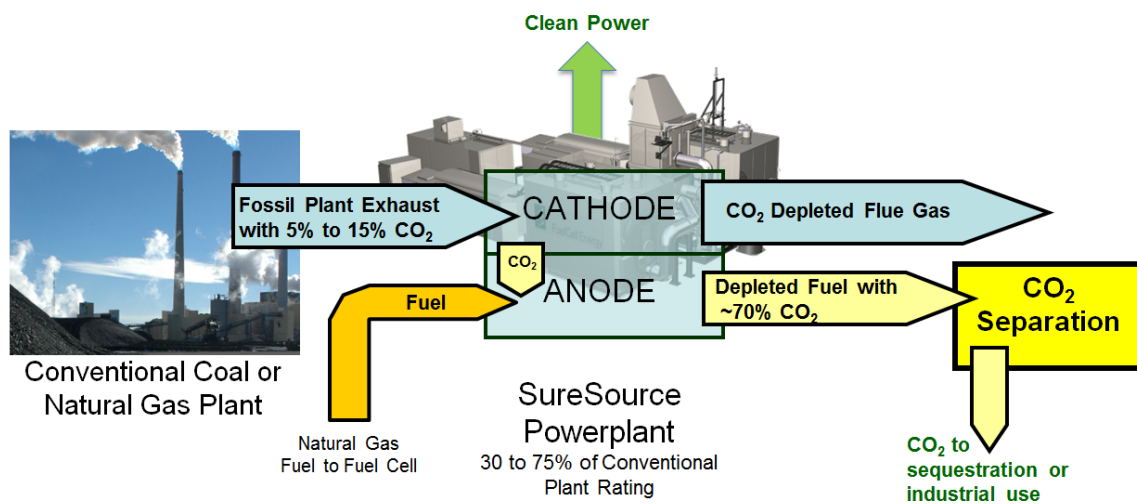 Clean Power
Fossil Plant Exhaust
with 5% to 15% CO₂
CATHODE
CO₂ Depleted Flue Gas
CO₂
ANODE
Fuel
Depleted Fuel with
~70% CO₂
CO₂
Separation
Conventional Coal or
Natural Gas Plant
SureSource
Powerplant
30 to 75% of Conventional
Plant Rating
Natural Gas
Fuel to Fuel Cell
CO₂ to
sequestration or
industrial use
FuelCell Energy